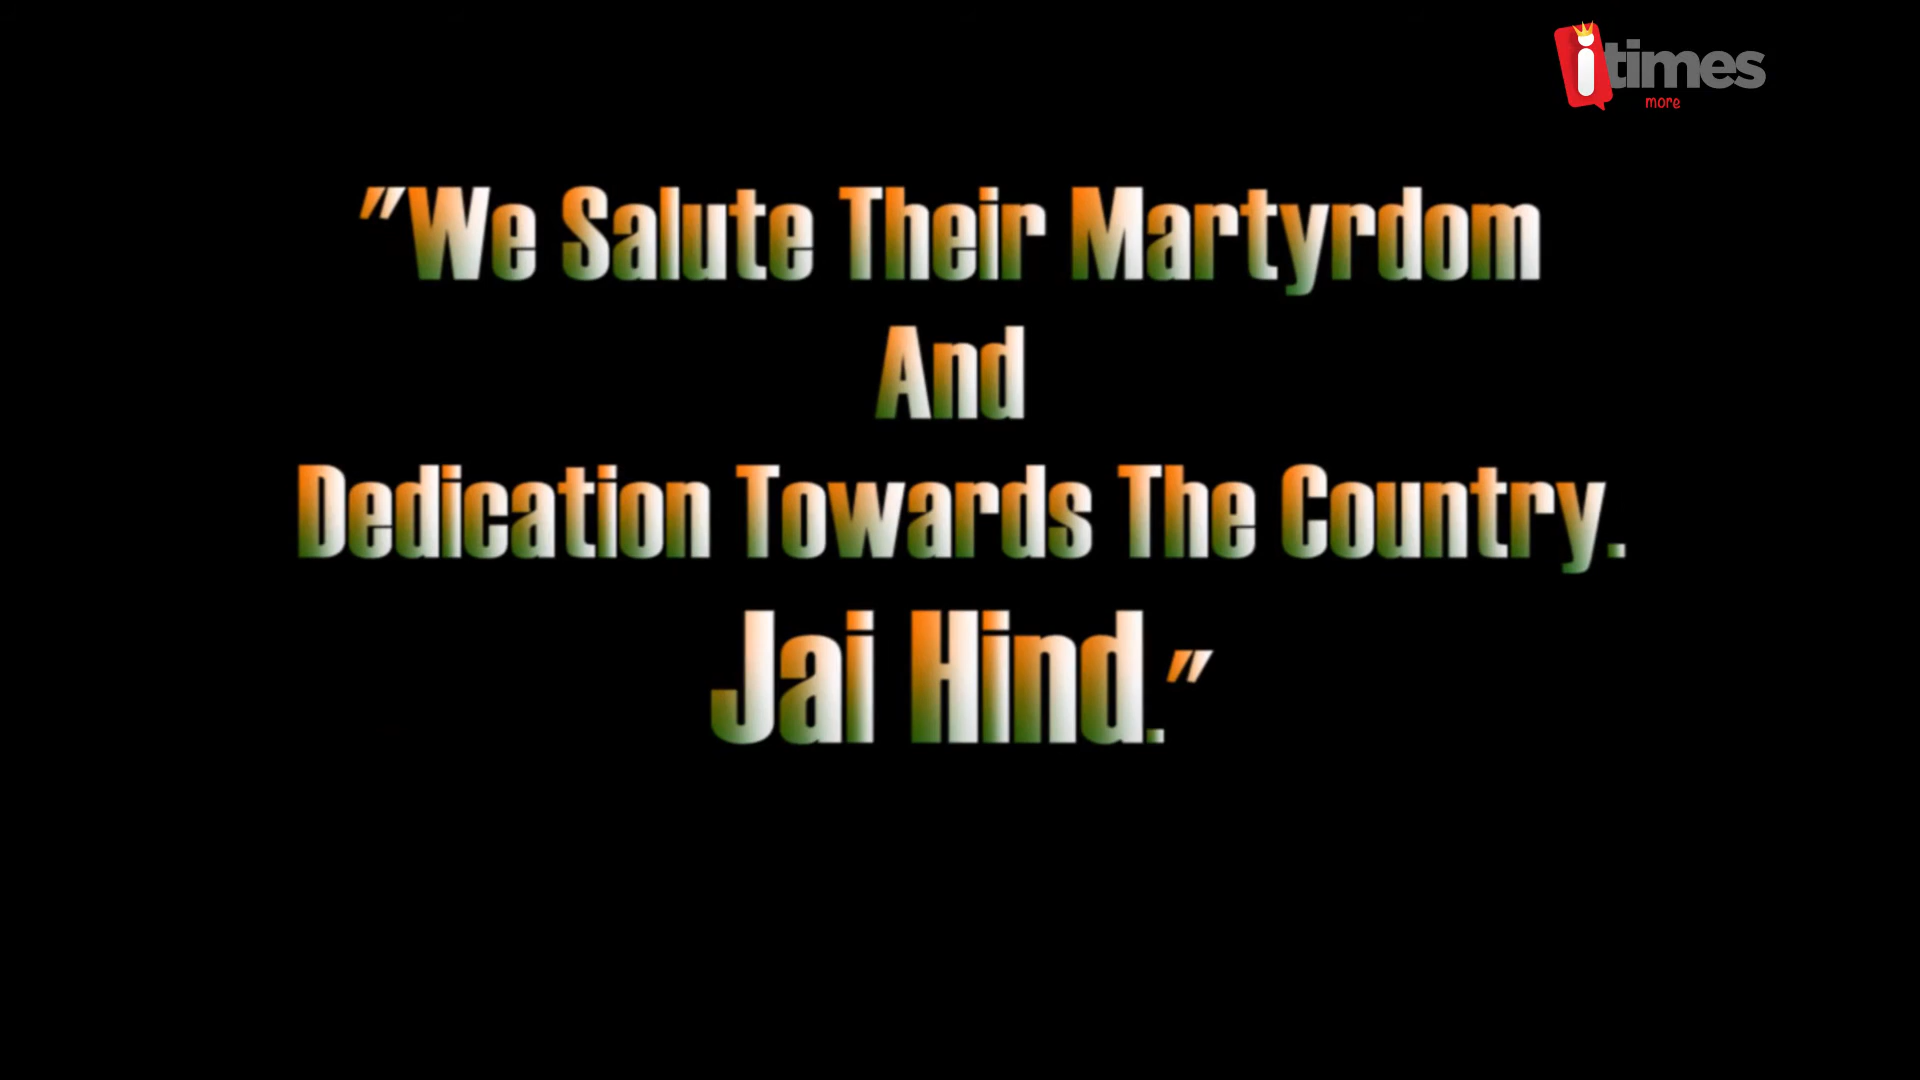 itimes
more
"We Salute Their Martyrdom
And
Dedication Towards The Country.
Jai Hind."